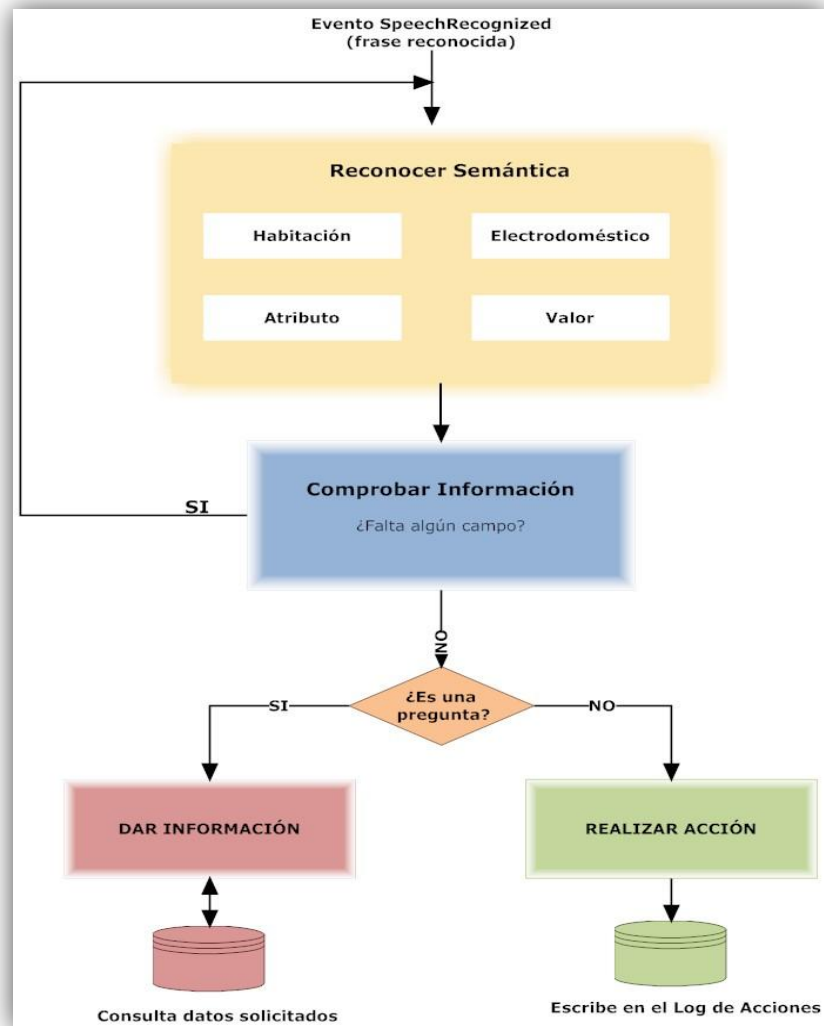 Evento SpeechRecognized
(frase reconocida)
Reconocer Semántica
Habitación
Electrodoméstico
Atributo
Valor
SI
Comprobar Información
¿Falta algún campo?
NO
¿Es una
pregunta?
SI
NO
DAR INFORMACIÓN
REALIZAR ACCIÓN
Consulta datos solicitados
Escribe en el Log de Acciones